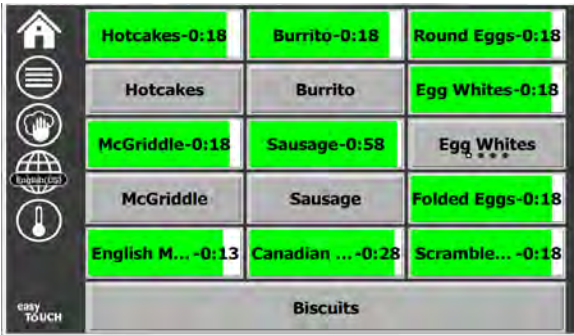 Hotcakes-0:18 Burrito-0:18 Round Eggs-0:18
Hotcakes Burrito Egg Whites-0:18
McGriddle-0:18 Sausage-0:58 Egg Whites
English(US)
McGriddle Sausage Folded Eggs-0:18
English M...-0:13 Canadian ...-0:28 Scramble...-0:18
easy
TOUCH
Biscuits